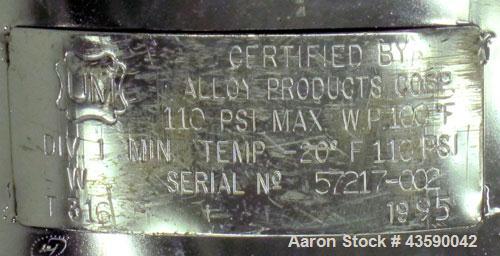 UM
CERTIFIED BY
ALLOY PRODUCTS CORP
110 PSI MAX W.P. 100°F
DIV. 1 MIN. TEMP -20° F 110 PSI
W SERIAL Nº 57217-002
T 316 1995
Aaron Stock # 43590042